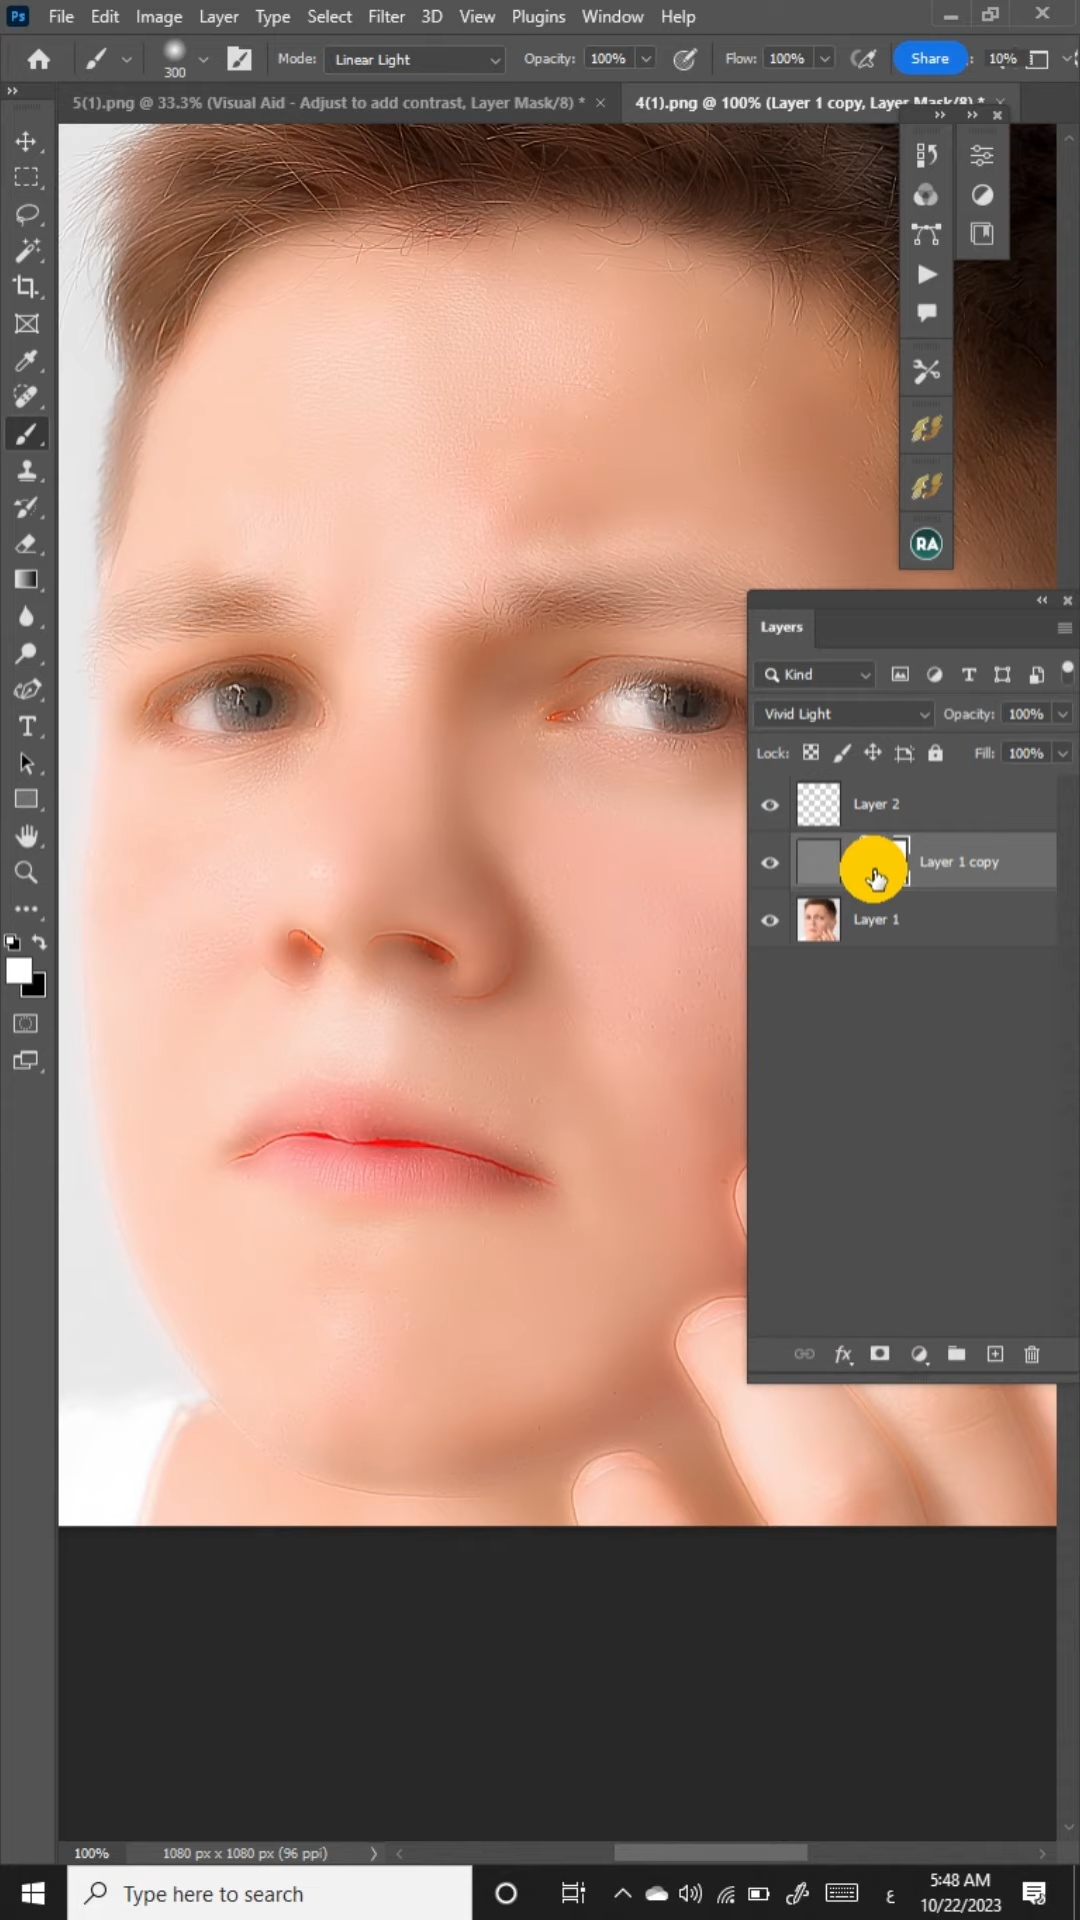 Ps File Edit Image Layer Type Select Filter 3D View Plugins Window Help
300 Mode: Linear Light Opacity: 100% Flow: 100% Share : 10%
5(1).png @ 33.3% (Visual Aid - Adjust to add contrast, Layer Mask/8) * × 4(1).png @ 100% (Layer 1 copy, Layer Mask/8) * ×
RA
Layers
Kind
Vivid Light Opacity: 100%
Lock: Fill: 100%
Layer 2
Layer 1 copy
Layer 1
fx
100% 1080 px x 1080 px (96 ppi)
Type here to search
ع
5:48 AM
10/22/2023